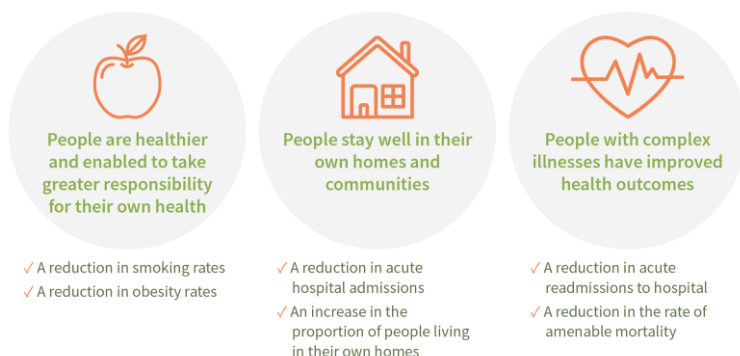 People are healthier
and enabled to take
greater responsibility
for their own health
✓ A reduction in smoking rates
✓ A reduction in obesity rates
People stay well in their
own homes and
communities
✓ A reduction in acute
hospital admissions
✓ An increase in the
proportion of people living
in their own homes
People with complex
illnesses have improved
health outcomes
✓ A reduction in acute
readmissions to hospital
✓ A reduction in the rate of
amenable mortality